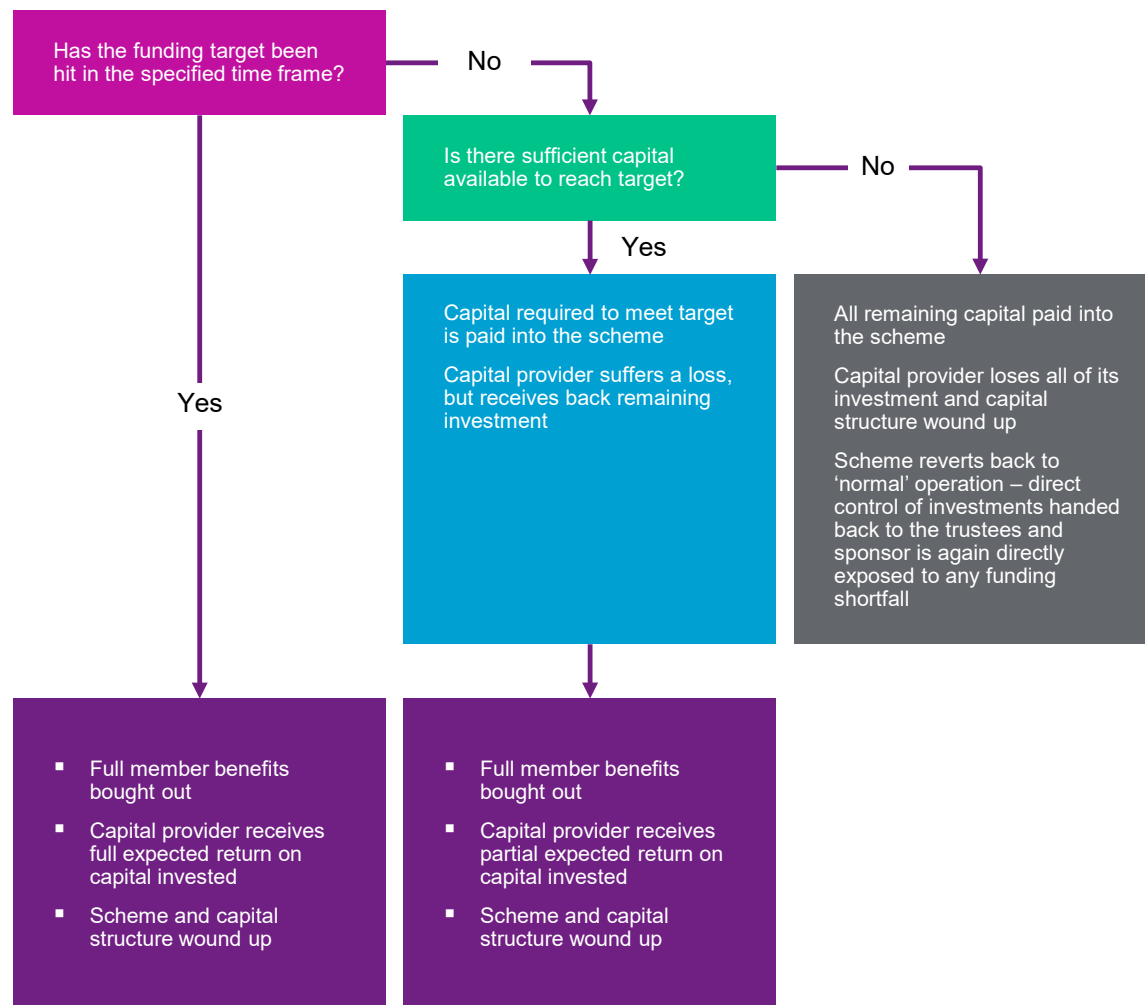 Has the funding target been
hit in the specified time frame?
No
Is there sufficient capital
available to reach target?
No
Yes
Capital required to meet target
is paid into the scheme
Capital provider suffers a loss,
but receives back remaining
investment
All remaining capital paid into
the scheme
Capital provider loses all of its
investment and capital
structure wound up
Scheme reverts back to
‘normal’ operation – direct
control of investments handed
back to the trustees and
sponsor is again directly
exposed to any funding
shortfall
Yes
▪ Full member benefits
bought out
▪ Capital provider receives
full expected return on
capital invested
▪ Scheme and capital
structure wound up
▪ Full member benefits
bought out
▪ Capital provider receives
partial expected return on
capital invested
▪ Scheme and capital
structure wound up